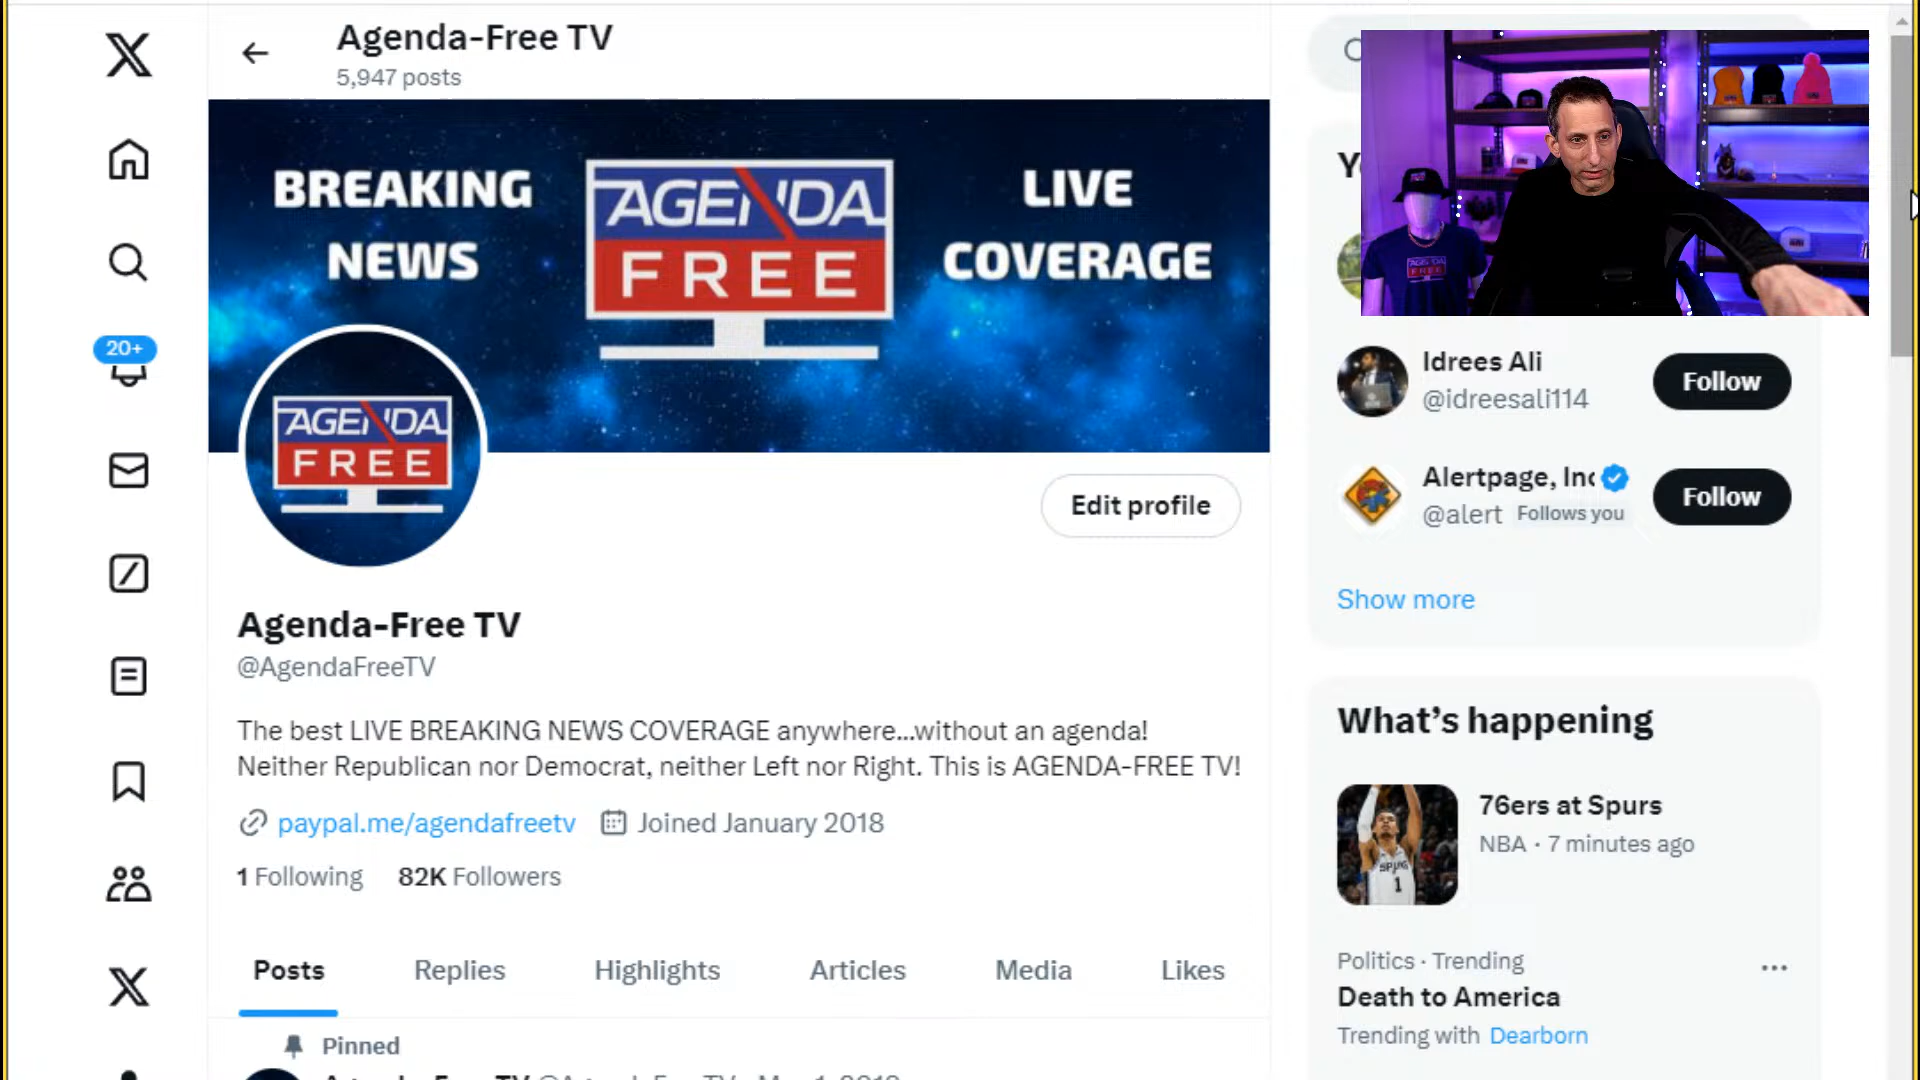 Agenda-Free TV
5,947 posts
BREAKING
NEWS
AGENDA
FREE
LIVE
COVERAGE
20+
AGENDA
FREE
Edit profile
Agenda-Free TV
@AgendaFreeTV
The best LIVE BREAKING NEWS COVERAGE anywhere...without an agenda!
Neither Republican nor Democrat, neither Left nor Right. This is AGENDA-FREE TV!
paypal.me/agendafreetv Joined January 2018
1 Following 82K Followers
Posts Replies Highlights Articles Media Likes
Pinned
AGENDA
FREE
Idrees Ali
@idreesali114
Follow
Alertpage, Inc
@alert Follows you
Follow
Show more
What's happening
76ers at Spurs
NBA · 7 minutes ago
SPURS
1
Politics · Trending
Death to America
Trending with Dearborn